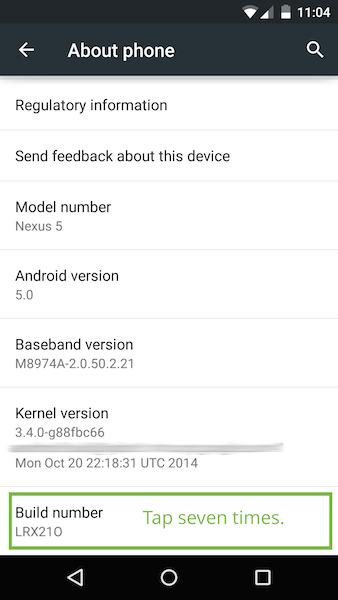 11:04
About phone
Regulatory information
Send feedback about this device
Model number
Nexus 5
Android version
5.0
Baseband version
M8974A-2.0.50.2.21
Kernel version
3.4.0-g88fbc66
Mon Oct 20 22:18:31 UTC 2014
Build number
Tap seven times.
LRX21O